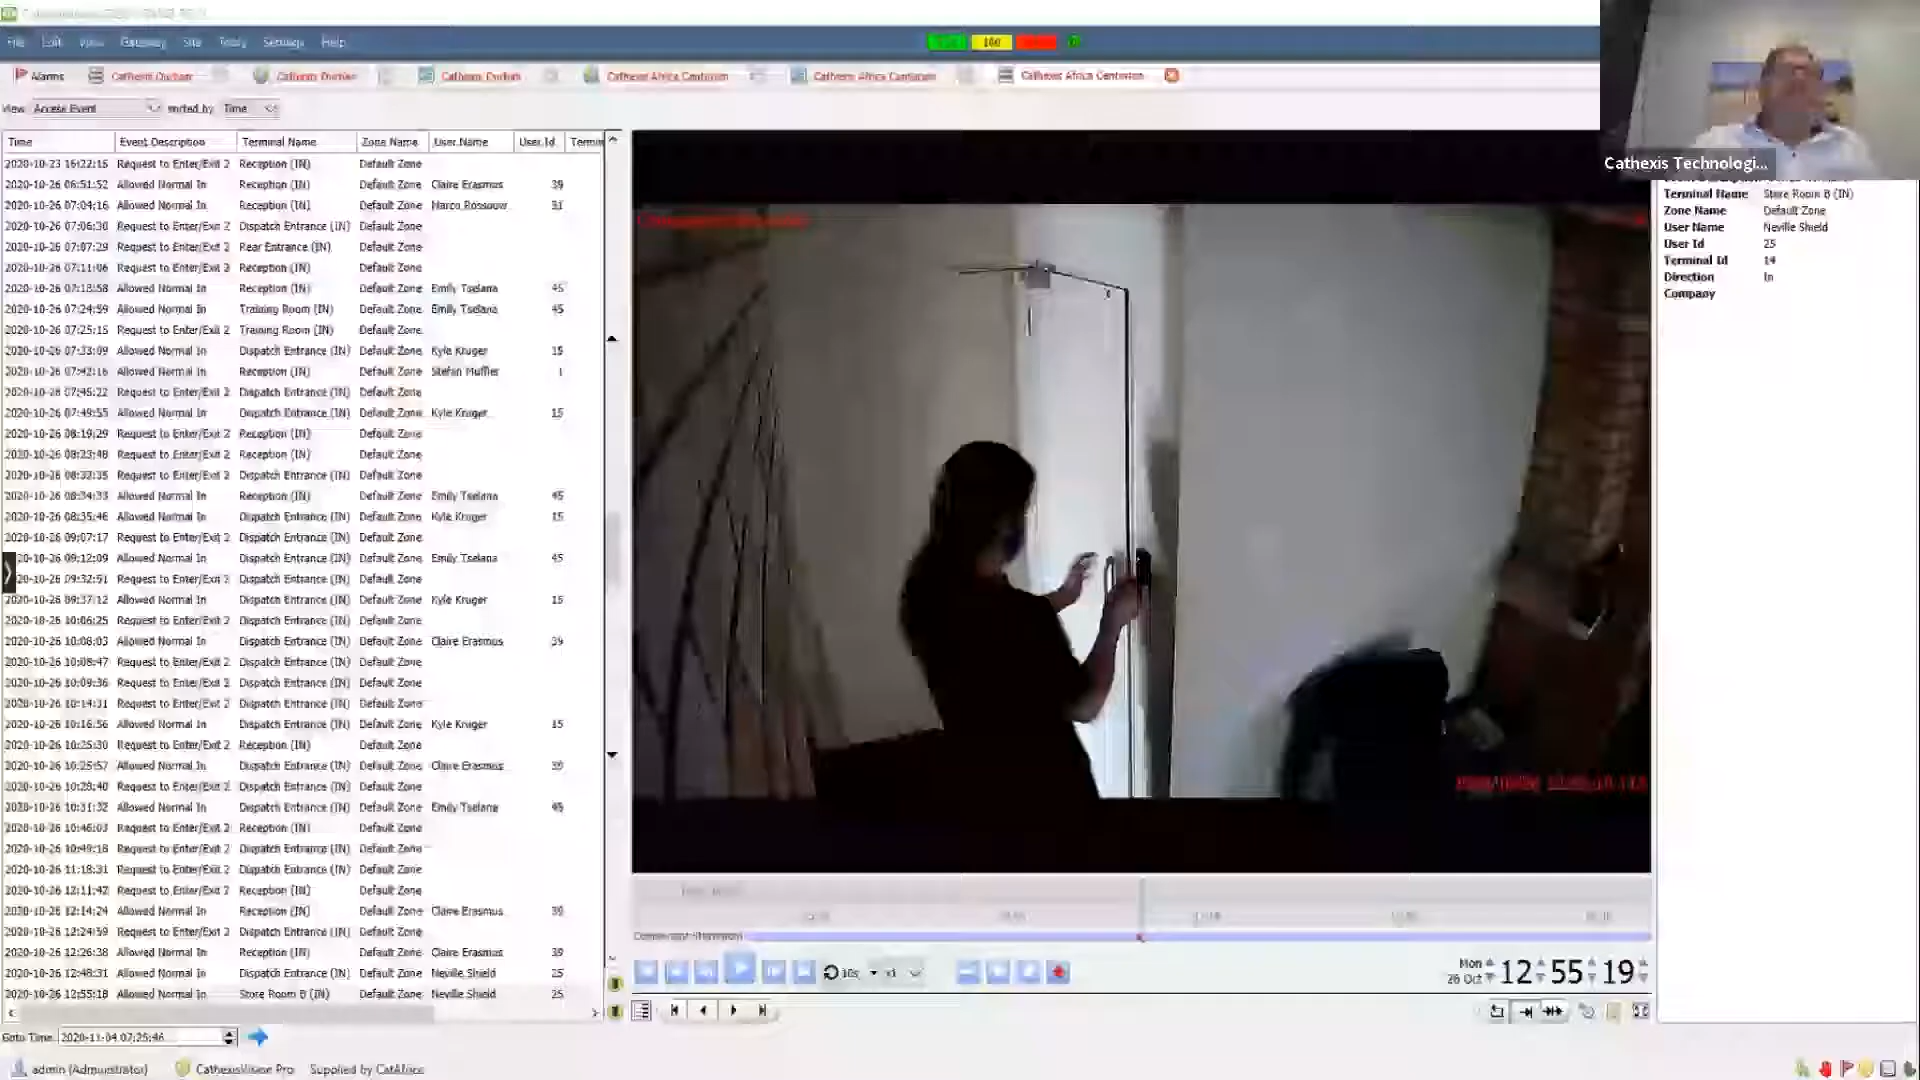 File Edit View Gateway Site Tools Settings Help
100
Alarms Cathexis Durban Cathexis Durban Cathexis Durban Cathexis Africa Centurion Cathexis Africa Centurion Cathexis Africa Centurion
View Access Event sorted by Time
Time Event Description Terminal Name Zone Name User Name User Id Termin
2020-10-23 16:22:15 Request to Enter/Exit 2 Reception (IN) Default Zone
2020-10-26 06:51:52 Allowed Normal In Reception (IN) Default Zone Claire Erasmus 39
2020-10-26 07:04:16 Allowed Normal In Reception (IN) Default Zone Marco Rossouw 31
2020-10-26 07:06:30 Request to Enter/Exit 2 Dispatch Entrance (IN) Default Zone
2020-10-26 07:07:29 Request to Enter/Exit 2 Rear Entrance (IN) Default Zone
2020-10-26 07:11:06 Request to Enter/Exit 2 Reception (IN) Default Zone
2020-10-26 07:13:58 Allowed Normal In Reception (IN) Default Zone Emily Tselana 45
2020-10-26 07:24:59 Allowed Normal In Training Room (IN) Default Zone Emily Tselana 45
2020-10-26 07:25:15 Request to Enter/Exit 2 Training Room (IN) Default Zone
2020-10-26 07:33:09 Allowed Normal In Dispatch Entrance (IN) Default Zone Kyle Kruger 15
2020-10-26 07:42:16 Allowed Normal In Reception (IN) Default Zone Stefan Muffler 1
2020-10-26 07:45:22 Request to Enter/Exit 2 Dispatch Entrance (IN) Default Zone
2020-10-26 07:49:55 Allowed Normal In Dispatch Entrance (IN) Default Zone Kyle Kruger 15
2020-10-26 08:19:29 Request to Enter/Exit 2 Reception (IN) Default Zone
2020-10-26 08:23:48 Request to Enter/Exit 2 Reception (IN) Default Zone
2020-10-26 08:32:35 Request to Enter/Exit 2 Dispatch Entrance (IN) Default Zone
2020-10-26 08:34:33 Allowed Normal In Reception (IN) Default Zone Emily Tselana 45
2020-10-26 08:35:46 Allowed Normal In Dispatch Entrance (IN) Default Zone Kyle Kruger 15
2020-10-26 09:07:17 Request to Enter/Exit 2 Dispatch Entrance (IN) Default Zone
20-10-26 09:12:09 Allowed Normal In Dispatch Entrance (IN) Default Zone Emily Tselana 45
20-10-26 09:32:51 Request to Enter/Exit 2 Dispatch Entrance (IN) Default Zone
2020-10-26 09:37:12 Allowed Normal In Dispatch Entrance (IN) Default Zone Kyle Kruger 15
2020-10-26 10:06:25 Request to Enter/Exit 2 Dispatch Entrance (IN) Default Zone
2020-10-26 10:08:03 Allowed Normal In Dispatch Entrance (IN) Default Zone Claire Erasmus 39
2020-10-26 10:08:47 Request to Enter/Exit 2 Dispatch Entrance (IN) Default Zone
2020-10-26 10:09:36 Request to Enter/Exit 2 Dispatch Entrance (IN) Default Zone
2020-10-26 10:14:31 Request to Enter/Exit 2 Dispatch Entrance (IN) Default Zone
2020-10-26 10:16:56 Allowed Normal In Dispatch Entrance (IN) Default Zone Kyle Kruger 15
2020-10-26 10:25:30 Request to Enter/Exit 2 Reception (IN) Default Zone
2020-10-26 10:25:57 Allowed Normal In Dispatch Entrance (IN) Default Zone Claire Erasmus 39
2020-10-26 10:28:40 Request to Enter/Exit 2 Dispatch Entrance (IN) Default Zone
2020-10-26 10:31:32 Allowed Normal In Dispatch Entrance (IN) Default Zone Emily Tselana 45
2020-10-26 10:46:03 Request to Enter/Exit 2 Reception (IN) Default Zone
2020-10-26 10:49:18 Request to Enter/Exit 2 Dispatch Entrance (IN) Default Zone
2020-10-26 11:18:31 Request to Enter/Exit 2 Dispatch Entrance (IN) Default Zone
2020-10-26 12:11:42 Request to Enter/Exit 2 Reception (IN) Default Zone
2020-10-26 12:14:24 Allowed Normal In Reception (IN) Default Zone Claire Erasmus 39
2020-10-26 12:24:59 Request to Enter/Exit 2 Dispatch Entrance (IN) Default Zone
2020-10-26 12:26:38 Allowed Normal In Reception (IN) Default Zone Claire Erasmus 39
2020-10-26 12:48:31 Allowed Normal In Dispatch Entrance (IN) Default Zone Neville Shield 25
2020-10-26 12:55:18 Allowed Normal In Store Room B (IN) Default Zone Neville Shield 25
Goto Time 2020-11-04 07:25:46
admin (Administrator) CathexisVision Pro Supplied by CatAfrica
10s x1
Mon 26 Oct 12 55 19
Cathexis Technologi...
Terminal Name Store Room B (IN)
Zone Name Default Zone
User Name Neville Shield
User Id 25
Terminal Id 14
Direction In
Company